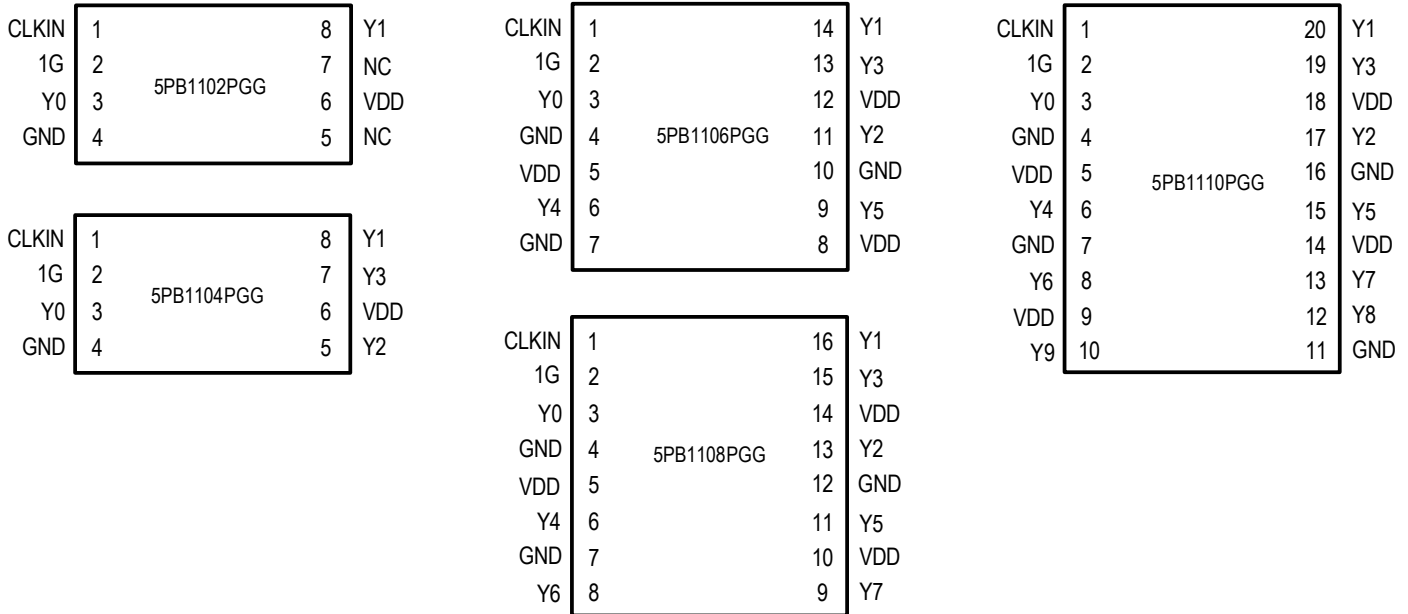 CLKIN 1 8 Y1
1G 2 7 NC
5PB1102PGG
Y0 3 6 VDD
GND 4 5 NC
CLKIN 1 8 Y1
1G 2 7 Y3
5PB1104PGG
Y0 3 6 VDD
GND 4 5 Y2
CLKIN 1 14 Y1
1G 2 13 Y3
Y0 3 12 VDD
GND 4 5PB1106PGG 11 Y2
VDD 5 10 GND
Y4 6 9 Y5
GND 7 8 VDD
CLKIN 1 16 Y1
1G 2 15 Y3
Y0 3 14 VDD
GND 4 5PB1108PGG 13 Y2
VDD 5 12 GND
Y4 6 11 Y5
GND 7 10 VDD
Y6 8 9 Y7
CLKIN 1 20 Y1
1G 2 19 Y3
Y0 3 18 VDD
GND 4 17 Y2
VDD 5 16 GND
5PB1110PGG
Y4 6 15 Y5
GND 7 14 VDD
Y6 8 13 Y7
VDD 9 12 Y8
Y9 10 11 GND